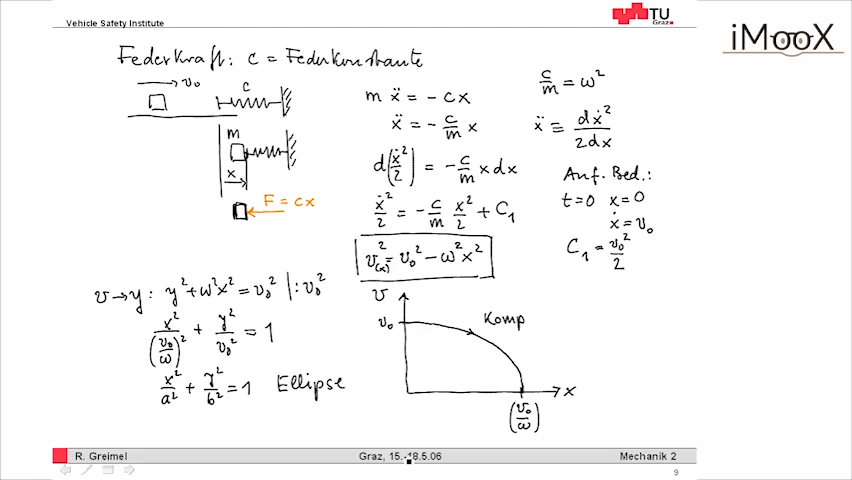 Vehicle Safety Institute
TU
Graz
iMooX
Federkraft: c = Federkonstante
v₀
c
m
x
F = cx
m ẍ = - cx
ẍ = - c/m x
d(ẋ²/2) = - c/m x dx
ẋ²/2 = - c/m x²/2 + C₁
v²(x) = v₀² - ω²x²
c/m = ω²
ẍ = dẋ²/2dx
Anf. Bed.:
t=0 x=0
ẋ = v₀
C₁ = v₀²/2
v→y: y² + ω²x² = v₀² |: v₀²
x²/(v₀/ω)² + y²/v₀² = 1
x²/a² + y²/b² = 1 Ellipse
v
v₀
Komp
x
(v₀/ω)
R. Greimel
Graz, 15.-18.5.06
Mechanik 2
9